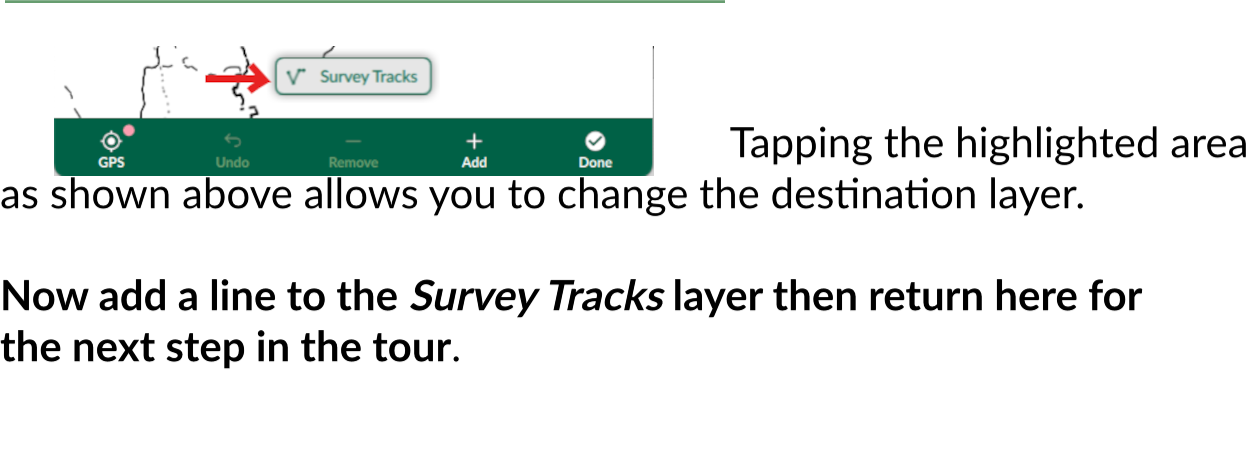 Survey Tracks
GPS Undo Remove Add Done
Tapping the highlighted area
as shown above allows you to change the destination layer.
Now add a line to the Survey Tracks layer then return here for
the next step in the tour.